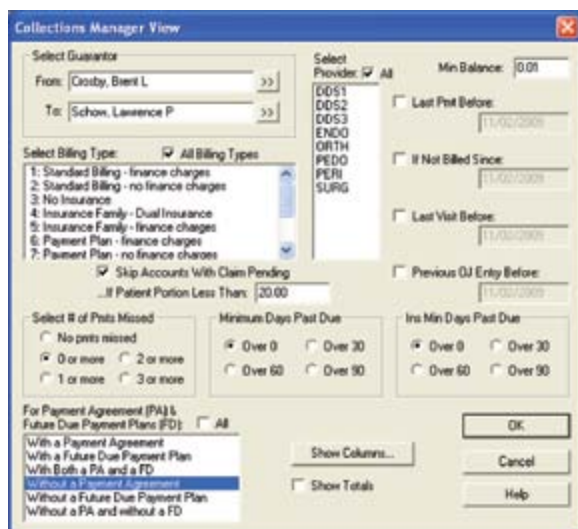 Collections Manager View
Select Guarantor
From: Crosby, Brent L >>
To: Schow, Lawrence P >>
Select Provider: All
DDS1
DDS2
DDS3
ENDO
ORTH
PEDO
PERI
SURG
Min Balance: 0.01
Last Pmt Before:
11/02/2009
If Not Billed Since:
11/02/2009
Last Visit Before:
11/02/2009
Previous OJ Entry Before:
11/02/2009
Select Billing Type: All Billing Types
1: Standard Billing - finance charges
2: Standard Billing - no finance charges
3: No Insurance
4: Insurance Family - Dual Insurance
5: Insurance Family - finance charges
6: Payment Plan - finance charges
7: Payment Plan - no finance charges
Skip Accounts With Claim Pending
...If Patient Portion Less Than: 20.00
Select # of Pmts Missed
No pmts missed
0 or more 2 or more
1 or more 3 or more
Minimum Days Past Due
Over 0 Over 30
Over 60 Over 90
Ins Min Days Past Due
Over 0 Over 30
Over 60 Over 90
For Payment Agreement (PA) &
Future Due Payment Plans (FD): All
With a Payment Agreement
With a Future Due Payment Plan
With Both a PA and a FD
Without a Payment Agreement
Without a Future Due Payment Plan
Without a PA and without a FD
Show Columns...
Show Totals
OK
Cancel
Help